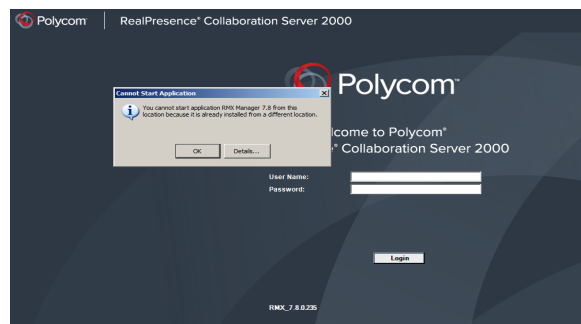 Polycom™ RealPresence® Collaboration Server 2000
Cannot Start Application
You cannot start application RMX Manager 7.8 from this
location because it is already installed from a different location.
OK Details...
Polycom™
lcome to Polycom®
e® Collaboration Server 2000
User Name:
Password:
Login
RMX_7.8.0.235